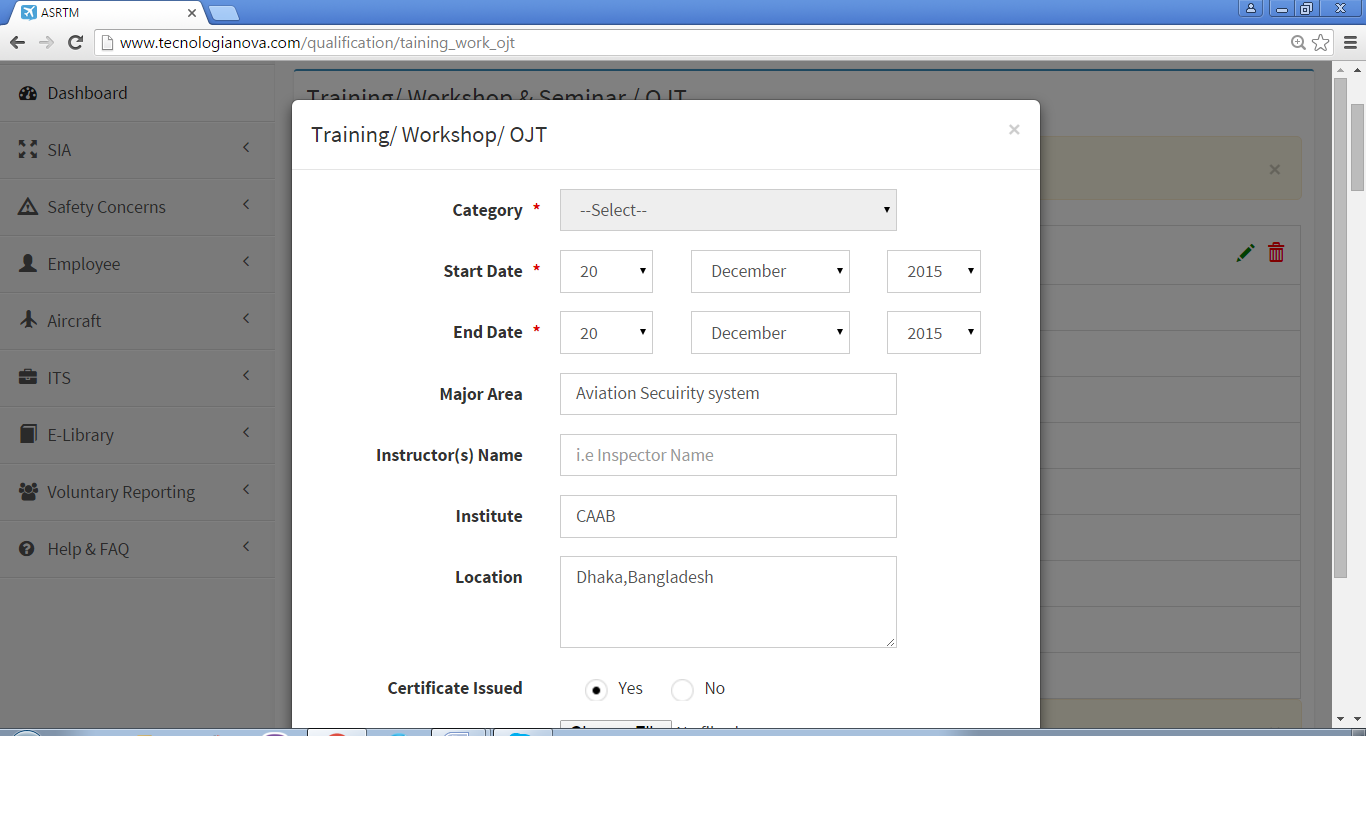 ASRTM
www.tecnologianova.com/qualification/taining_work_ojt
Dashboard
SIA
Safety Concerns
Employee
Aircraft
ITS
E-Library
Voluntary Reporting
Help & FAQ
Training/ Workshop & Seminar / OJT
Training/ Workshop/ OJT
Category *
--Select--
Start Date *
20 December 2015
End Date *
20 December 2015
Major Area
Aviation Secuirity system
Instructor(s) Name
i.e Inspector Name
Institute
CAAB
Location
Dhaka,Bangladesh
Certificate Issued
Yes No